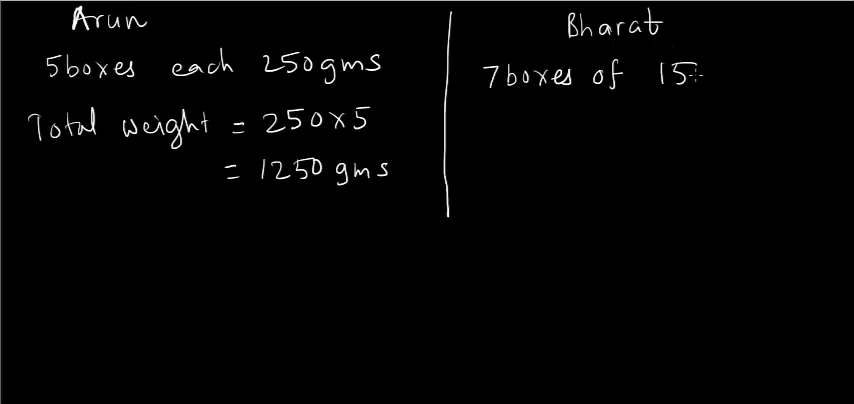 Arun
5boxes each 250gms
Total weight = 250x5
= 1250 gms
Bharat
7boxes of 15